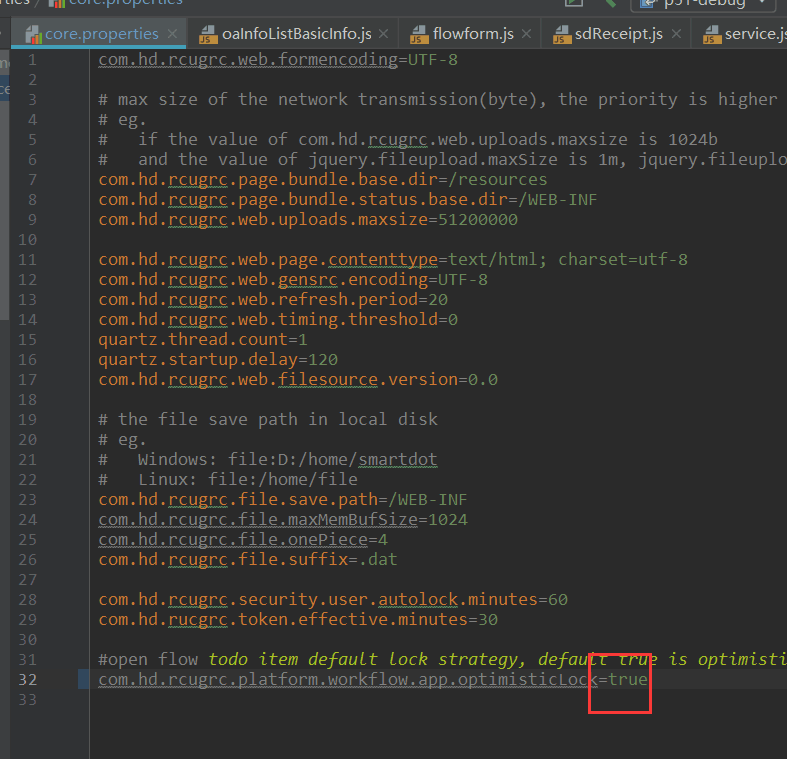 core.properties
p51-debug
core.properties
oaInfoListBasicInfo.js
flowform.js
sdReceipt.js
service.js
1 com.hd.rcugrc.web.formencoding=UTF-8
2
3 # max size of the network transmission(byte), the priority is higher
4 # eg.
5 #   if the value of com.hd.rcugrc.web.uploads.maxsize is 1024b
6 #   and the value of jquery.fileupload.maxSize is 1m, jquery.fileuplo
7 com.hd.rcugrc.page.bundle.base.dir=/resources
8 com.hd.rcugrc.page.bundle.status.base.dir=/WEB-INF
9 com.hd.rcugrc.web.uploads.maxsize=51200000
10
11 com.hd.rcugrc.web.page.contenttype=text/html; charset=utf-8
12 com.hd.rcugrc.web.gensrc.encoding=UTF-8
13 com.hd.rcugrc.web.refresh.period=20
14 com.hd.rcugrc.web.timing.threshold=0
15 quartz.thread.count=1
16 quartz.startup.delay=120
17 com.hd.rcugrc.web.filesource.version=0.0
18
19 # the file save path in local disk
20 # eg.
21 #   Windows: file:D:/home/smartdot
22 #   Linux: file:/home/file
23 com.hd.rcugrc.file.save.path=/WEB-INF
24 com.hd.rcugrc.file.maxMemBufSize=1024
25 com.hd.rcugrc.file.onePiece=4
26 com.hd.rcugrc.file.suffix=.dat
27
28 com.hd.rcugrc.security.user.autolock.minutes=60
29 com.hd.rucgrc.token.effective.minutes=30
30
31 #open flow todo item default lock strategy, default true is optimisti
32 com.hd.rcugrc.platform.workflow.app.optimisticLock=true
33